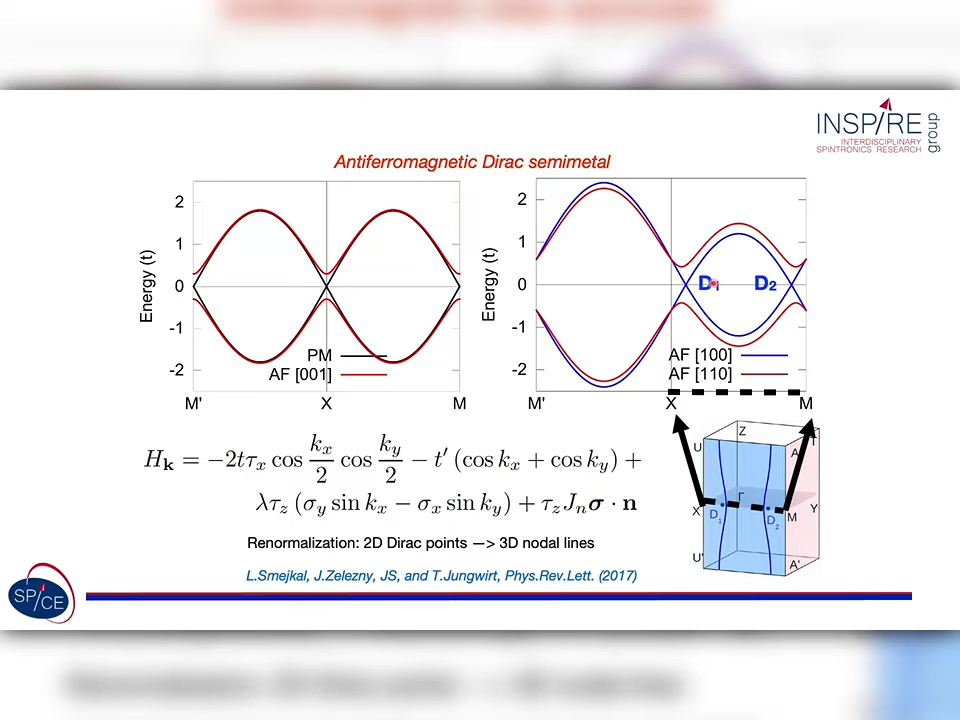 INSPIRE group
INTERDISCIPLINARY
SPINTRONICS RESEARCH
Antiferromagnetic Dirac semimetal
Energy (t)
2
1
0
-1
-2
PM
AF [001]
M' X M
Energy (t)
2
1
0
-1
-2
D₁ D₂
AF [100]
AF [110]
M' X M
H_k = −2tτ_x cos k_x/2 cos k_y/2 − t′ (cos k_x + cos k_y) +
λτ_z (σ_y sin k_x − σ_x sin k_y) + τ_z J_n σ · n
Z
U T
A
Γ
X D₁ D₂ M Y
U' A'
Renormalization: 2D Dirac points —> 3D nodal lines
L.Smejkal, J.Zelezny, JS, and T.Jungwirt, Phys.Rev.Lett. (2017)
SPICE